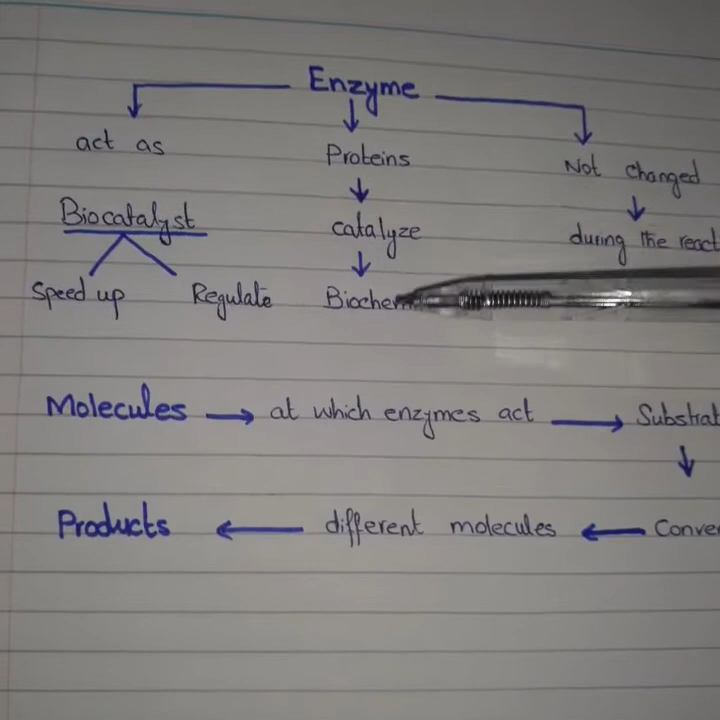 Enzyme
act as Proteins Not changed
Biocatalyst catalyze during the react
Speed up Regulate Biochem
Molecules → at which enzymes act → Substrat
Products ← different molecules ← Conve